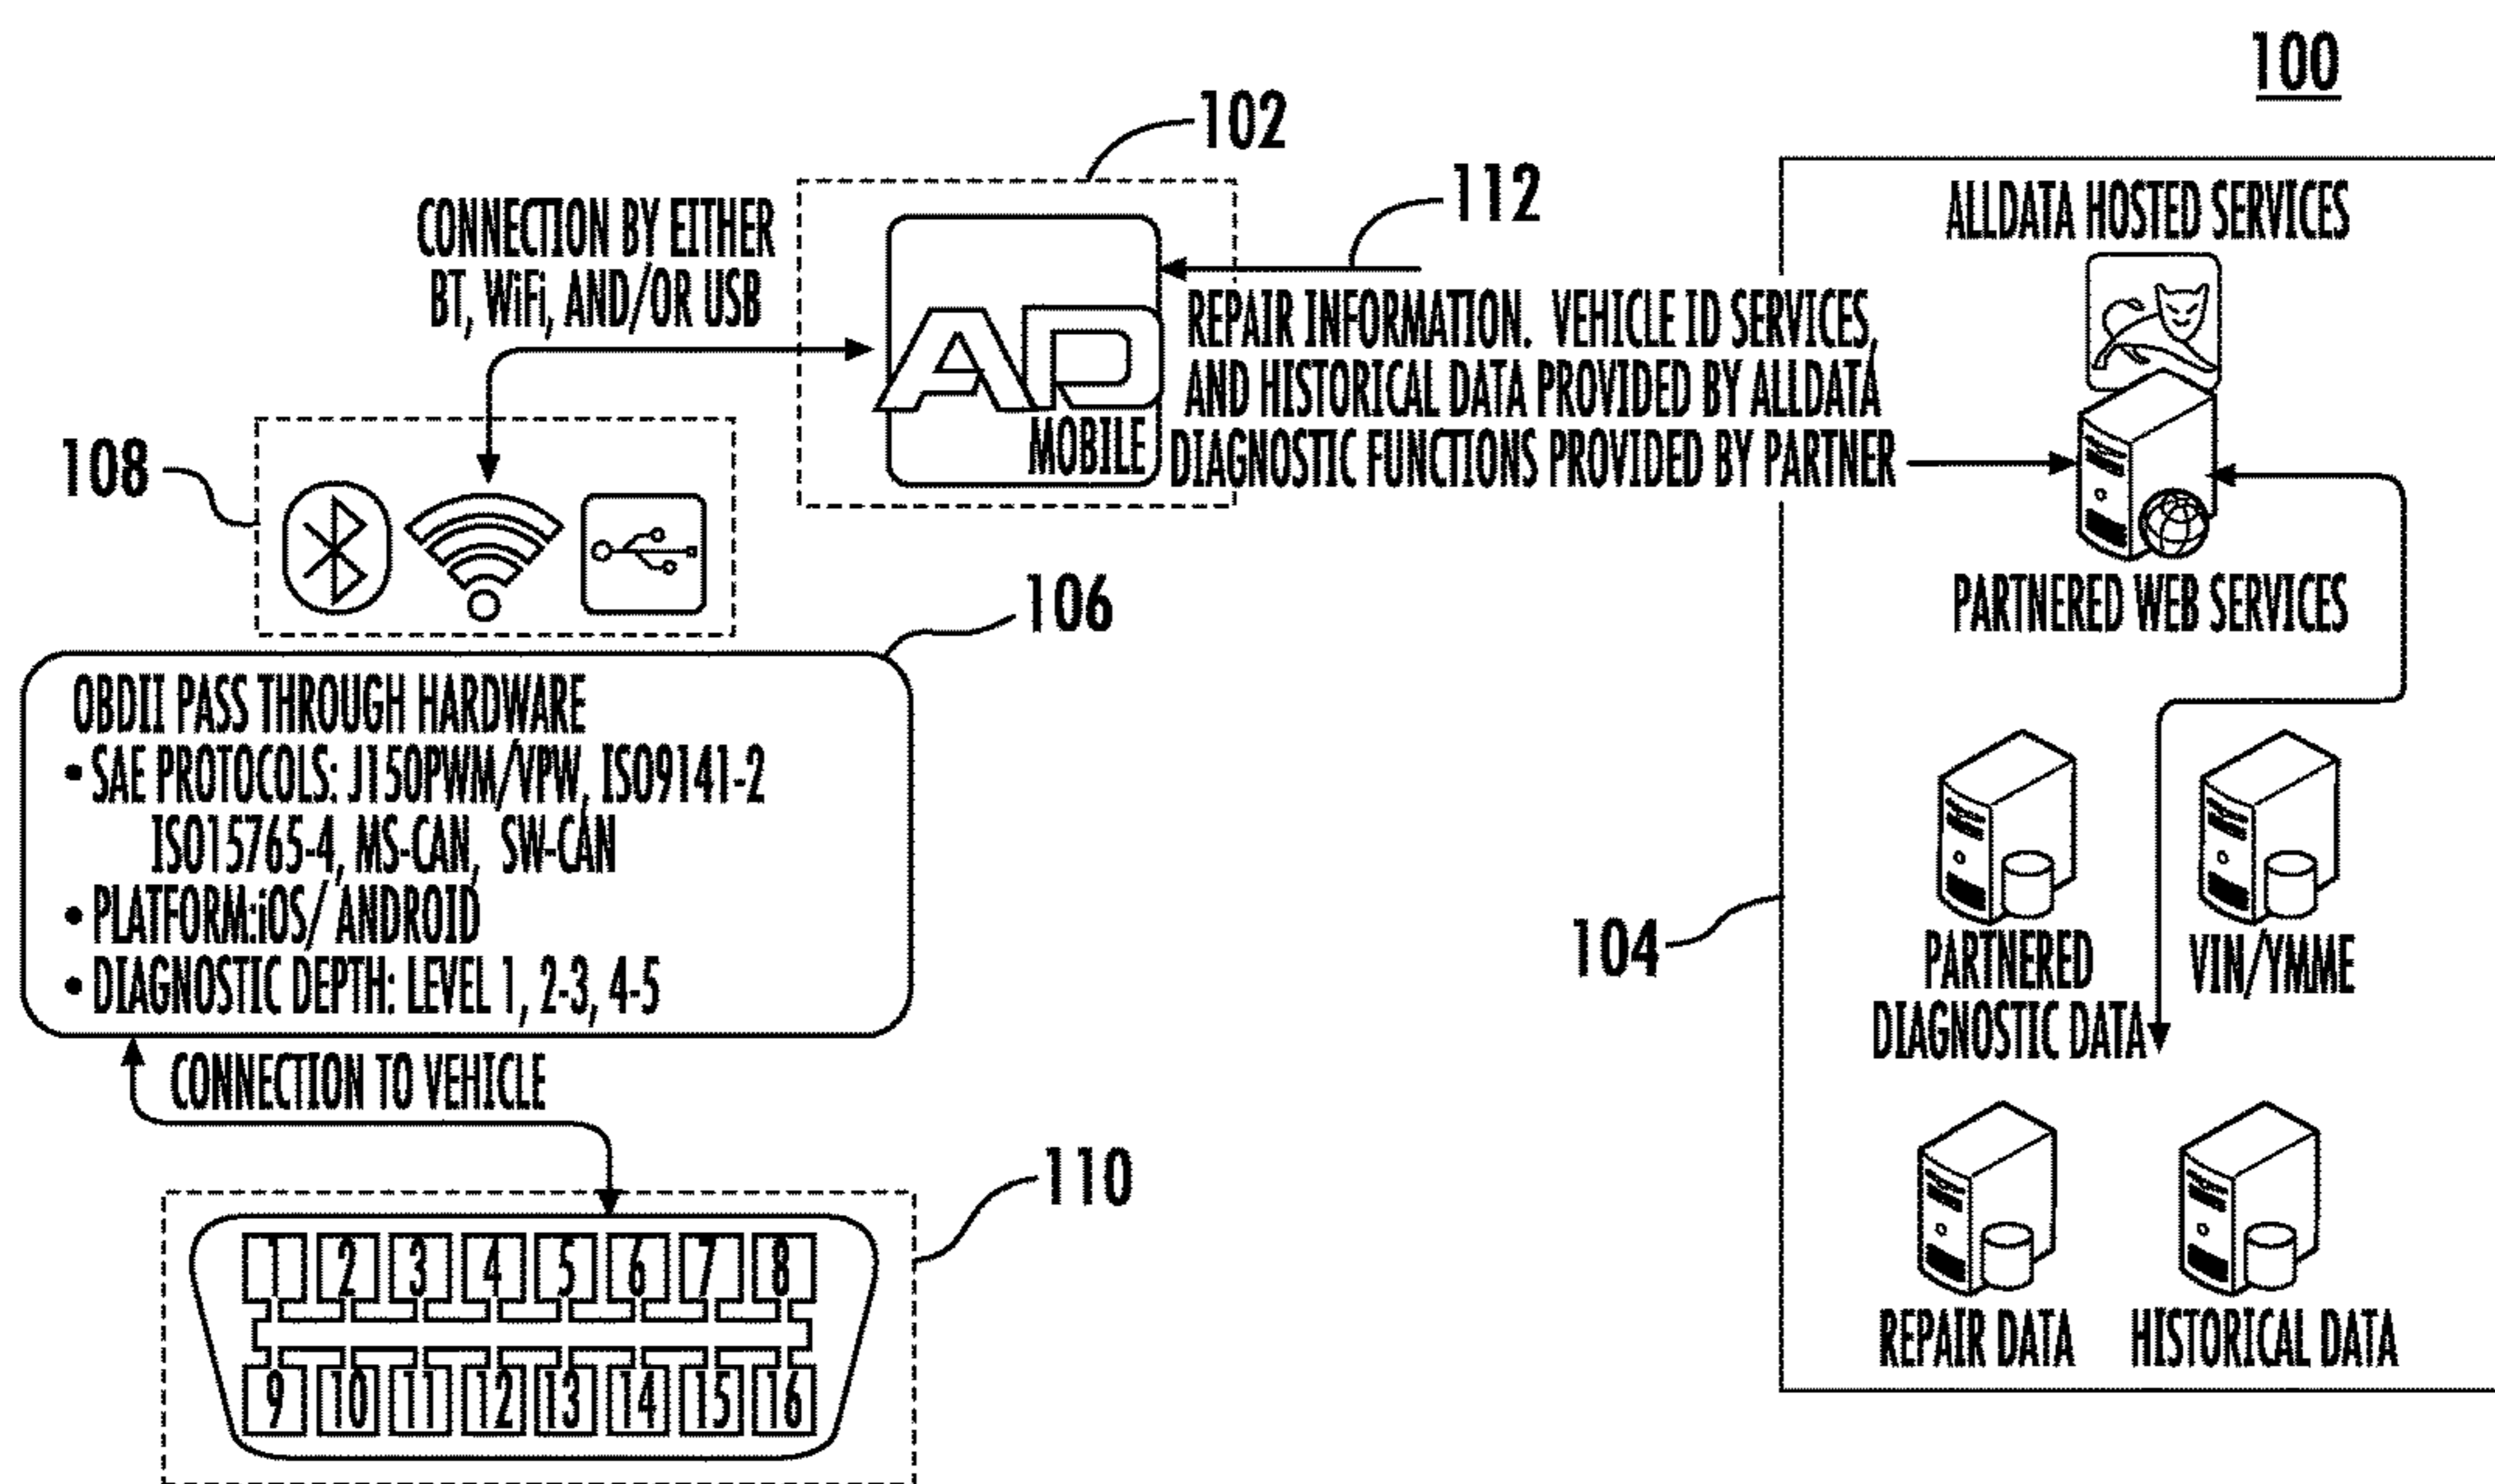 100
102
112
CONNECTION BY EITHER
BT, WiFi, AND/OR USB
AD
MOBILE
REPAIR INFORMATION. VEHICLE ID SERVICES,
AND HISTORICAL DATA PROVIDED BY ALLDATA
DIAGNOSTIC FUNCTIONS PROVIDED BY PARTNER
ALLDATA HOSTED SERVICES
PARTNERED WEB SERVICES
108
106
OBDII PASS THROUGH HARDWARE
• SAE PROTOCOLS: J150PWM/VPW, ISO9141-2
ISO15765-4, MS-CAN, SW-CAN
• PLATFORM:iOS/ ANDROID
• DIAGNOSTIC DEPTH: LEVEL 1, 2-3, 4-5
CONNECTION TO VEHICLE
110
1 2 3 4 5 6 7 8
9 10 11 12 13 14 15 16
104
PARTNERED
DIAGNOSTIC DATA
VIN/YMME
REPAIR DATA
HISTORICAL DATA